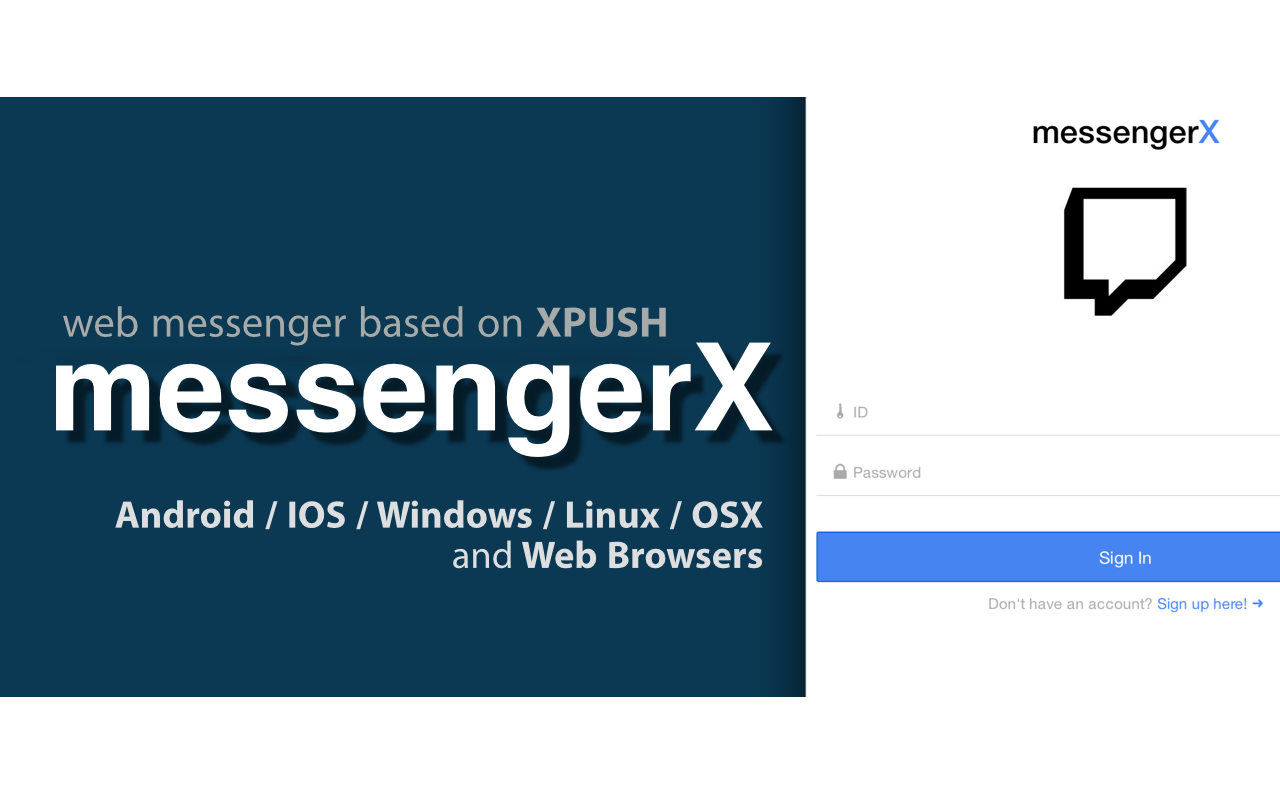 web messenger based on XPUSH
messengerX
Android / IOS / Windows / Linux / OSX
and Web Browsers
messengerX
ID
Password
Sign In
Don't have an account? Sign up here! ➔